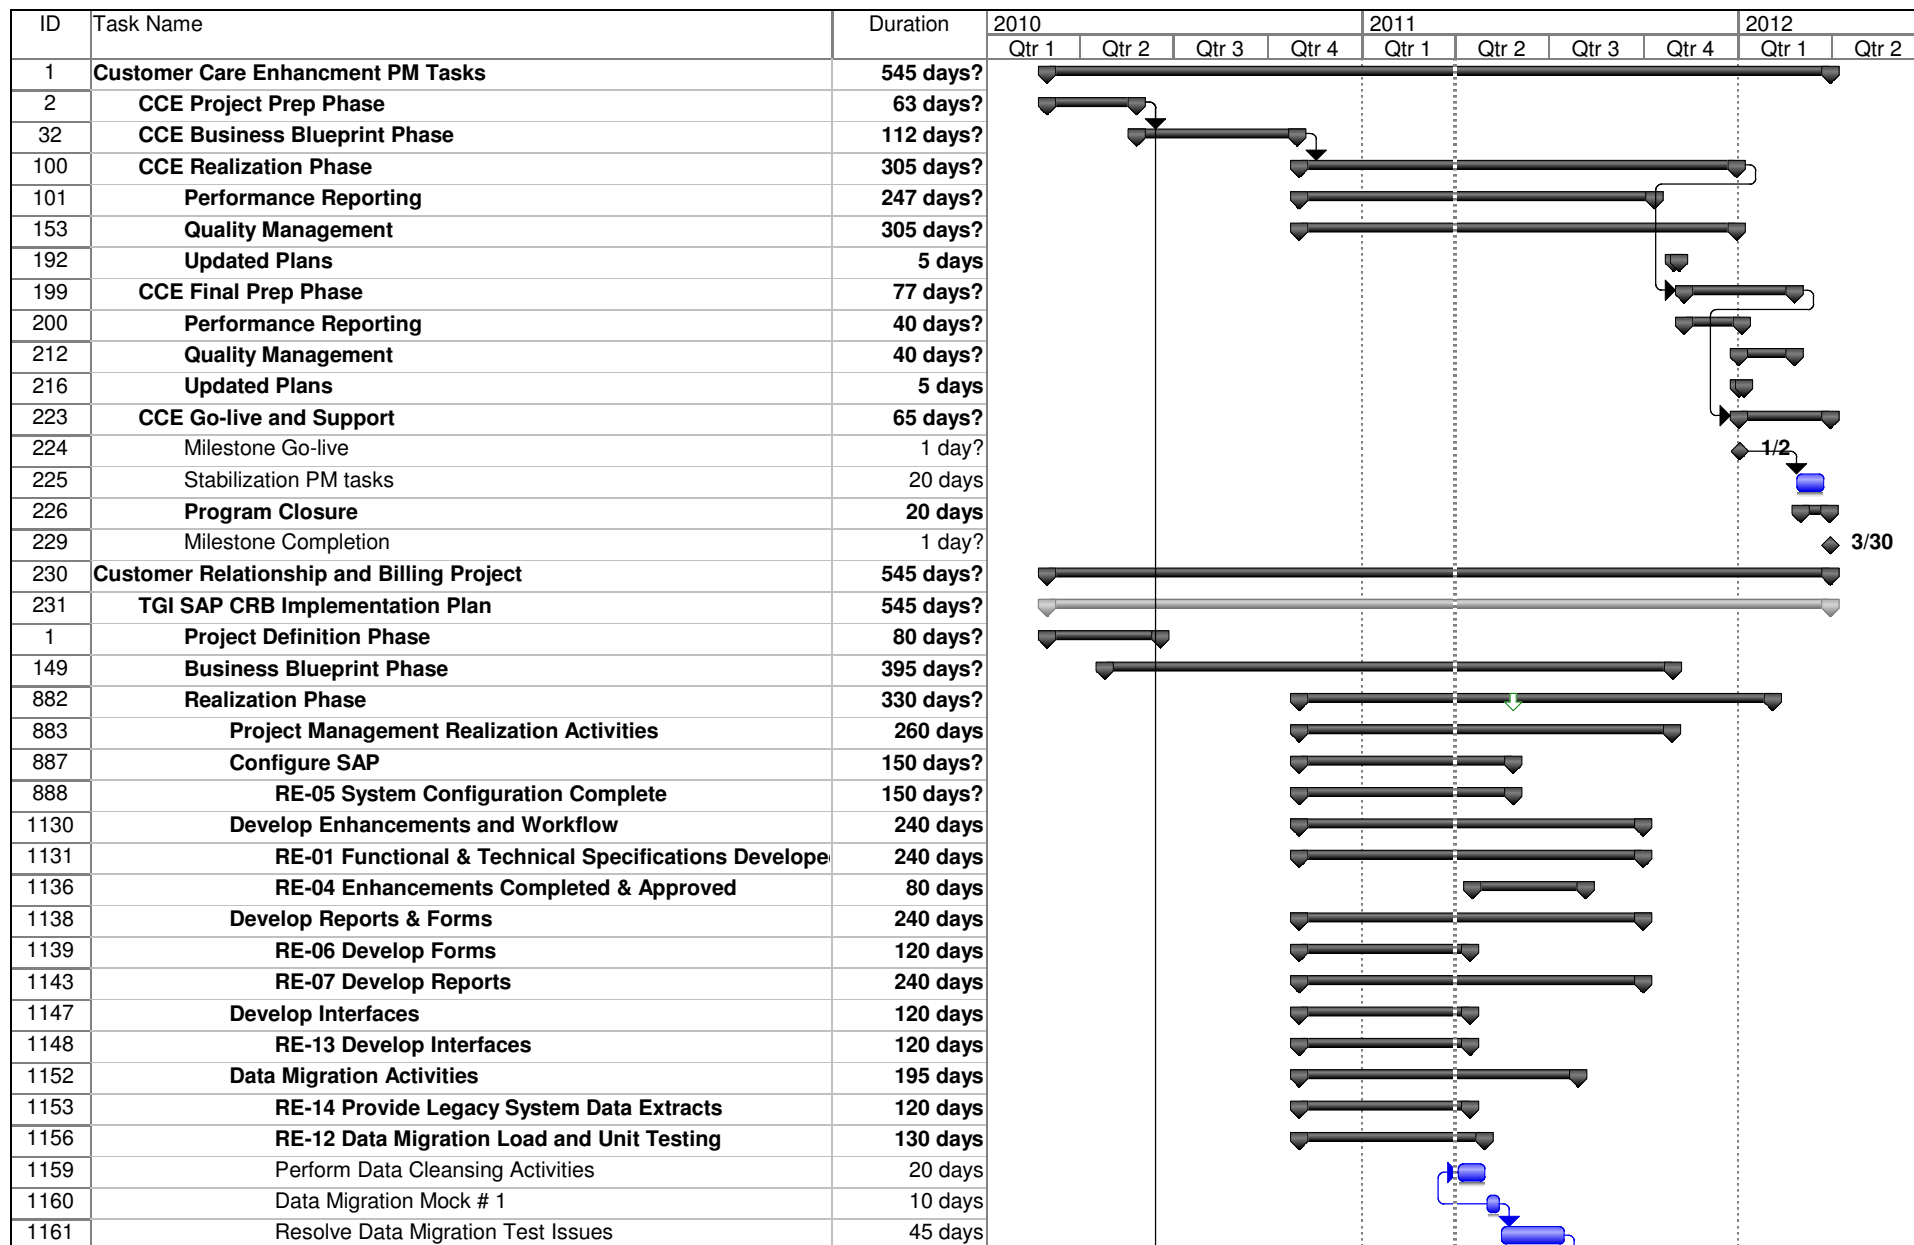 ID Task Name Duration 2010 2011 2012
Qtr 1 Qtr 2 Qtr 3 Qtr 4 Qtr 1 Qtr 2 Qtr 3 Qtr 4 Qtr 1 Qtr 2
1 Customer Care Enhancment PM Tasks 545 days?
2 CCE Project Prep Phase 63 days?
32 CCE Business Blueprint Phase 112 days?
100 CCE Realization Phase 305 days?
101 Performance Reporting 247 days?
153 Quality Management 305 days?
192 Updated Plans 5 days
199 CCE Final Prep Phase 77 days?
200 Performance Reporting 40 days?
212 Quality Management 40 days?
216 Updated Plans 5 days
223 CCE Go-live and Support 65 days?
224 Milestone Go-live 1 day? 1/2
225 Stabilization PM tasks 20 days
226 Program Closure 20 days
229 Milestone Completion 1 day? 3/30
230 Customer Relationship and Billing Project 545 days?
231 TGI SAP CRB Implementation Plan 545 days?
1 Project Definition Phase 80 days?
149 Business Blueprint Phase 395 days?
882 Realization Phase 330 days?
883 Project Management Realization Activities 260 days
887 Configure SAP 150 days?
888 RE-05 System Configuration Complete 150 days?
1130 Develop Enhancements and Workflow 240 days
1131 RE-01 Functional & Technical Specifications Develope 240 days
1136 RE-04 Enhancements Completed & Approved 80 days
1138 Develop Reports & Forms 240 days
1139 RE-06 Develop Forms 120 days
1143 RE-07 Develop Reports 240 days
1147 Develop Interfaces 120 days
1148 RE-13 Develop Interfaces 120 days
1152 Data Migration Activities 195 days
1153 RE-14 Provide Legacy System Data Extracts 120 days
1156 RE-12 Data Migration Load and Unit Testing 130 days
1159 Perform Data Cleansing Activities 20 days
1160 Data Migration Mock # 1 10 days
1161 Resolve Data Migration Test Issues 45 days